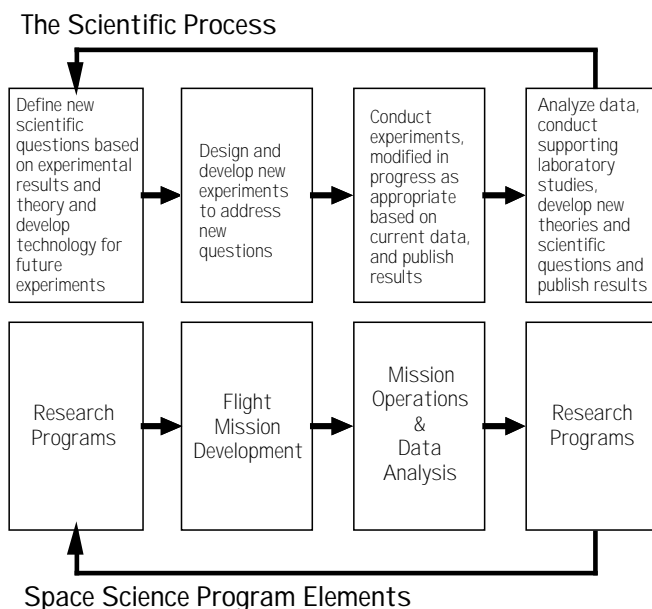 The Scientific Process
Define new
scientific
questions based
on experimental
results and
theory and
develop
technology for
future
experiments
Design and
develop new
experiments
to address
new
questions
Conduct
experiments,
modified in
progress as
appropriate
based on
current data,
and publish
results
Analyze data,
conduct
supporting
laboratory
studies,
develop new
theories and
scientific
questions and
publish results
Research
Programs
Flight
Mission
Development
Mission
Operations
&
Data
Analysis
Research
Programs
Space Science Program Elements